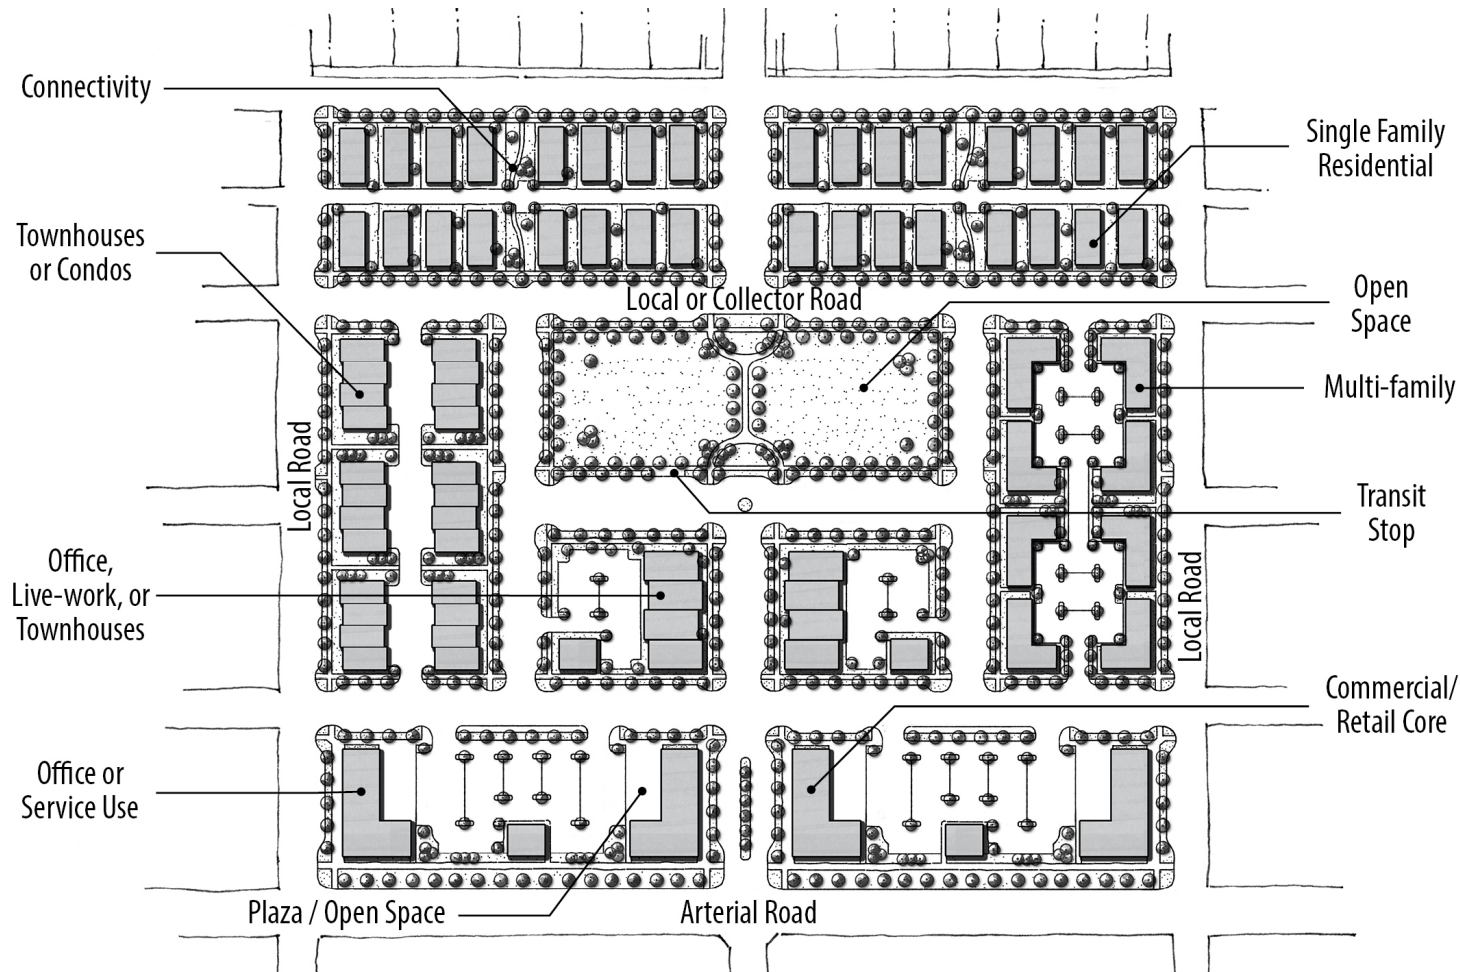 Connectivity
Single Family
Residential
Townhouses
or Condos
Local or Collector Road
Open
Space
Multi-family
Local Road
Transit
Stop
Office,
Live-work, or
Townhouses
Local Road
Commercial/
Retail Core
Office or
Service Use
Plaza / Open Space
Arterial Road